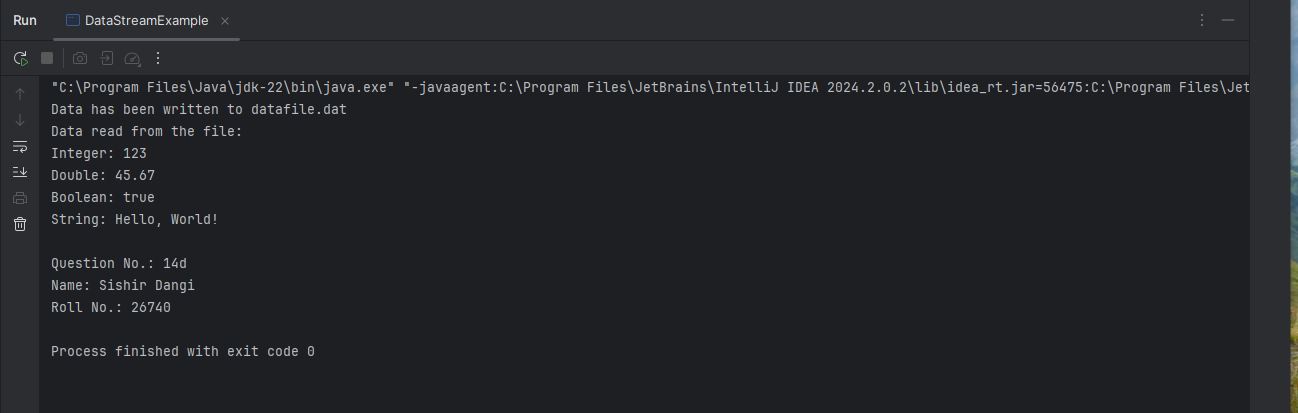 Run DataStreamExample
"C:\Program Files\Java\jdk-22\bin\java.exe" "-javaagent:C:\Program Files\JetBrains\IntelliJ IDEA 2024.2.0.2\lib\idea_rt.jar=56475:C:\Program Files\Jet
Data has been written to datafile.dat
Data read from the file:
Integer: 123
Double: 45.67
Boolean: true
String: Hello, World!
Question No.: 14d
Name: Sishir Dangi
Roll No.: 26740
Process finished with exit code 0